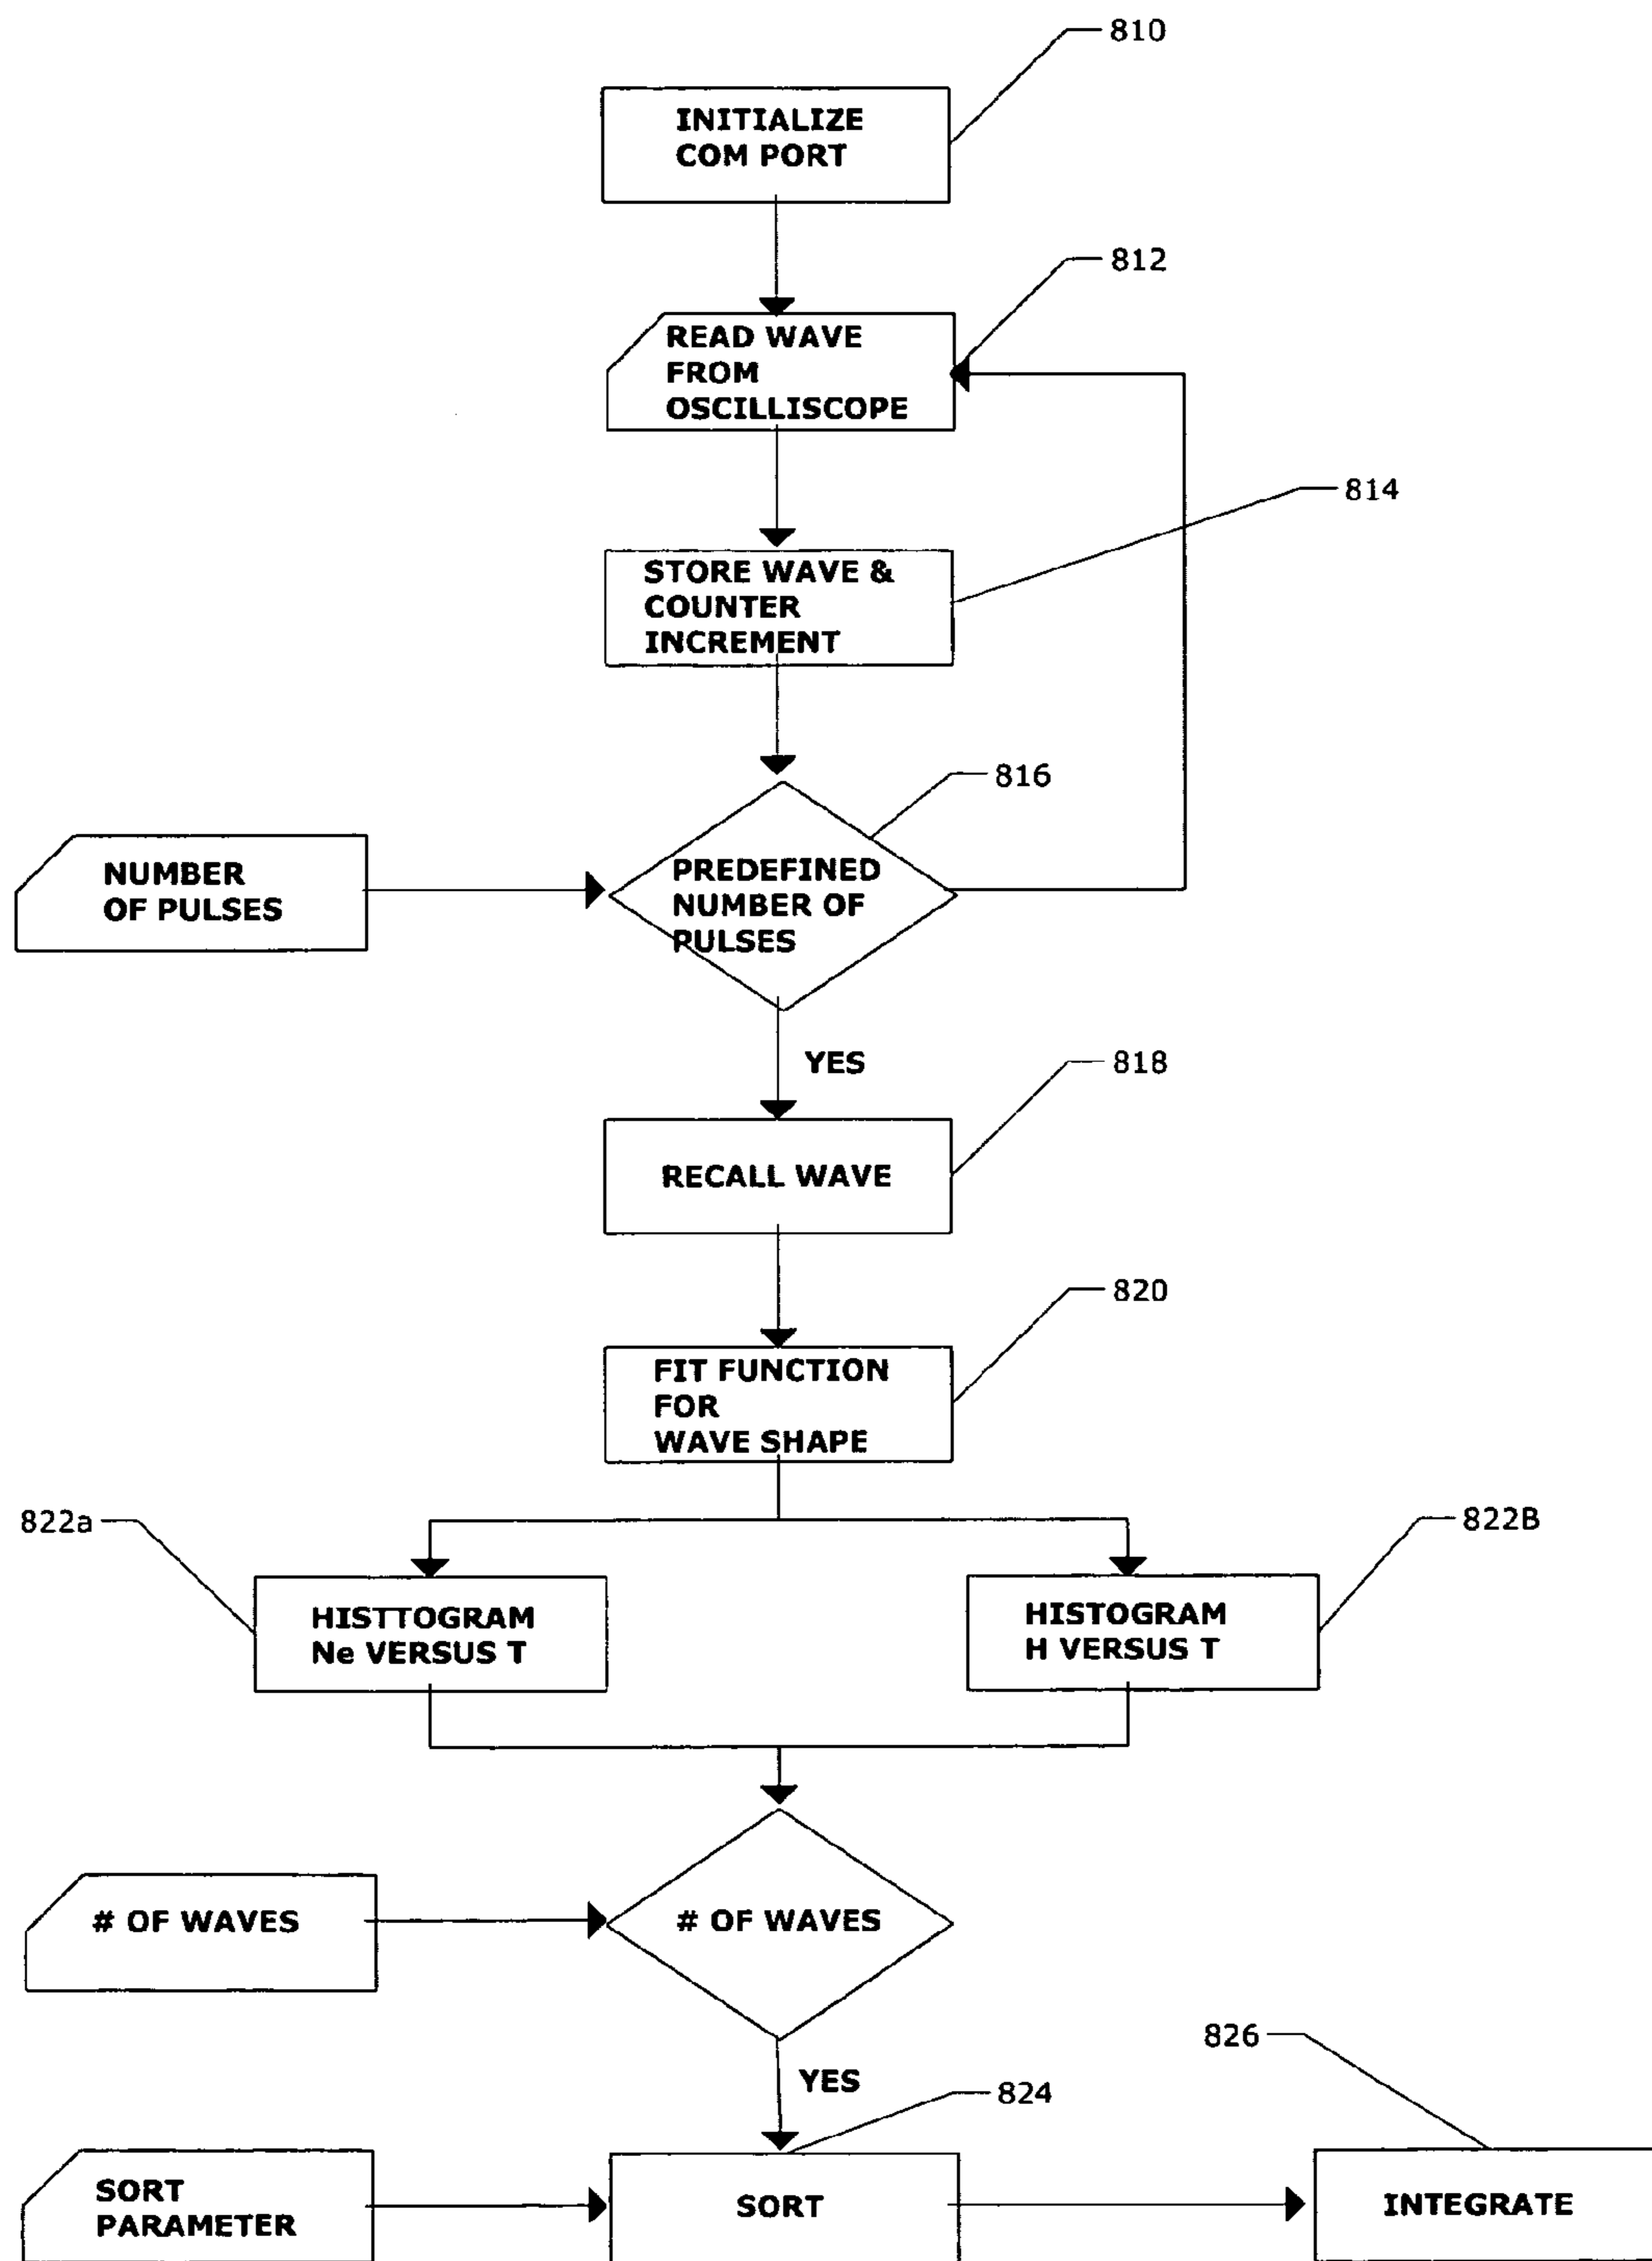 810
INITIALIZE
COM PORT
812
READ WAVE
FROM
OSCILLISCOPE
814
STORE WAVE &
COUNTER
INCREMENT
816
NUMBER
OF PULSES
PREDEFINED
NUMBER OF
PULSES
YES
818
RECALL WAVE
820
FIT FUNCTION
FOR
WAVE SHAPE
822a
822B
HISTTOGRAM
Ne VERSUS T
HISTOGRAM
H VERSUS T
# OF WAVES
# OF WAVES
826
YES
824
SORT
PARAMETER
SORT
INTEGRATE